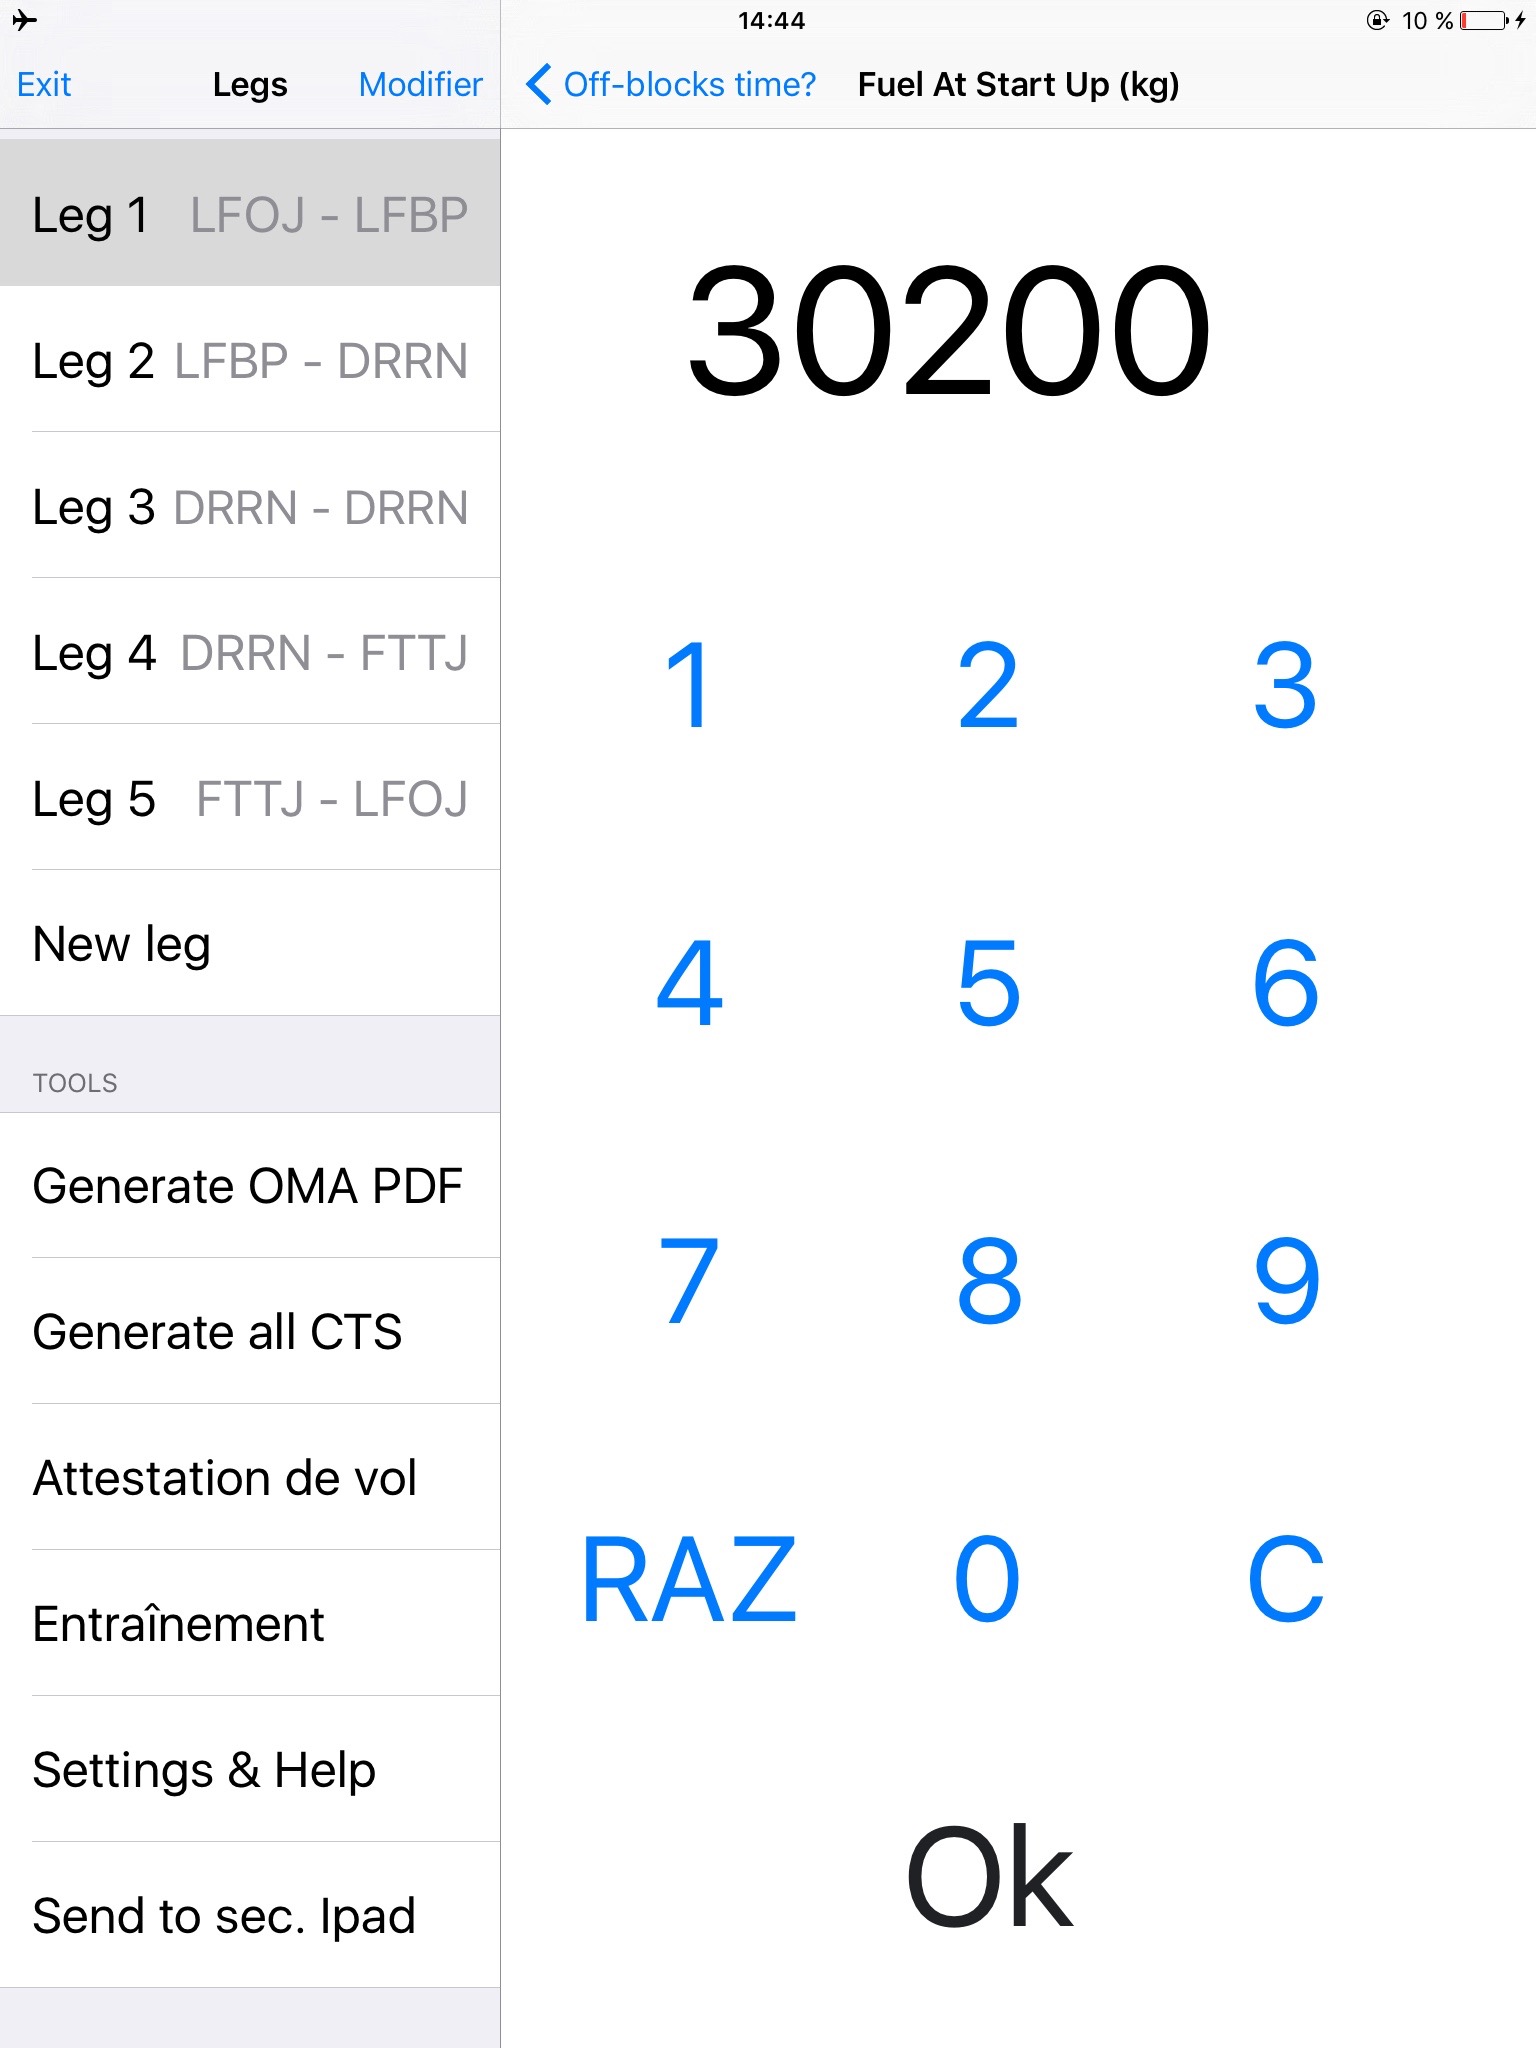 14:44
10 %
Exit
Legs
Modifier
Off-blocks time?
Fuel At Start Up (kg)
Leg 1 LFOJ - LFBP
Leg 2 LFBP - DRRN
Leg 3 DRRN - DRRN
Leg 4 DRRN - FTTJ
Leg 5 FTTJ - LFOJ
New leg
TOOLS
Generate OMA PDF
Generate all CTS
Attestation de vol
Entraînement
Settings & Help
Send to sec. Ipad
30200
1 2 3
4 5 6
7 8 9
RAZ 0 C
Ok